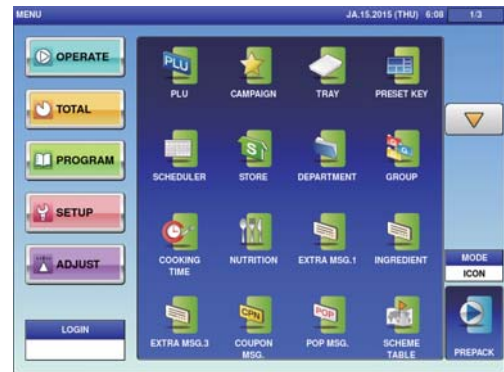 MENU JA.15.2015 (THU) 6:08 1/3
OPERATE
TOTAL
PROGRAM
SETUP
ADJUST
LOGIN
PLU
PLU CAMPAIGN TRAY PRESET KEY
S
SCHEDULER STORE DEPARTMENT GROUP
COOKING TIME NUTRITION EXTRA MSG.1 INGREDIENT
CPN POP
EXTRA MSG.3 COUPON MSG. POP MSG. SCHEME TABLE
MODE
ICON
PREPACK